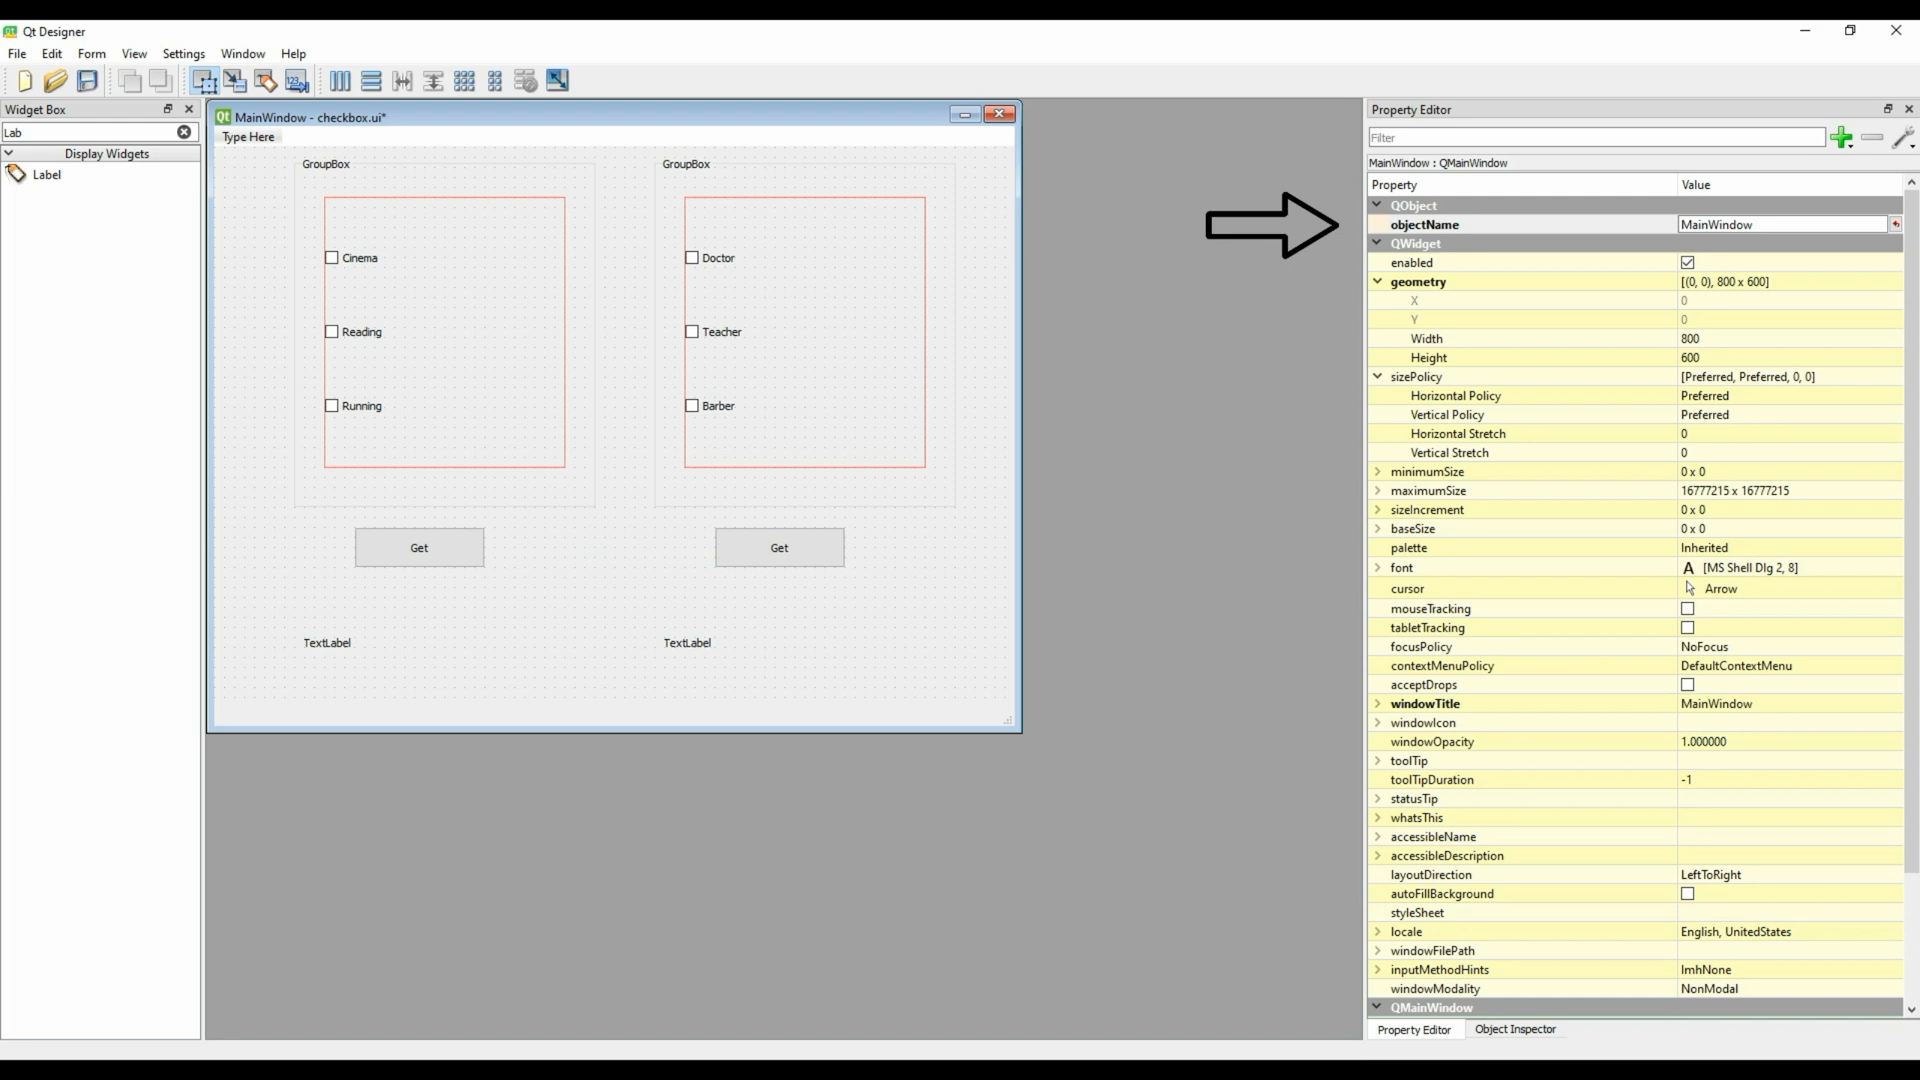 Qt Designer
File Edit Form View Settings Window Help
Widget Box
Lab
Display Widgets
Label
MainWindow - checkbox.ui*
Type Here
GroupBox
Cinema
Reading
Running
Get
TextLabel
GroupBox
Doctor
Teacher
Barber
Get
TextLabel
Property Editor
Filter
MainWindow : QMainWindow
Property Value
QObject
objectName MainWindow
QWidget
enabled
geometry [(0, 0), 800 x 600]
X 0
Y 0
Width 800
Height 600
sizePolicy [Preferred, Preferred, 0, 0]
Horizontal Policy Preferred
Vertical Policy Preferred
Horizontal Stretch 0
Vertical Stretch 0
minimumSize 0 x 0
maximumSize 16777215 x 16777215
sizeIncrement 0 x 0
baseSize 0 x 0
palette Inherited
font A [MS Shell Dlg 2, 8]
cursor Arrow
mouseTracking
tabletTracking
focusPolicy NoFocus
contextMenuPolicy DefaultContextMenu
acceptDrops
windowTitle MainWindow
windowIcon
windowOpacity 1.000000
toolTip
toolTipDuration -1
statusTip
whatsThis
accessibleName
accessibleDescription
layoutDirection LeftToRight
autoFillBackground
styleSheet
locale English, UnitedStates
windowFilePath
inputMethodHints ImhNone
windowModality NonModal
QMainWindow
Property Editor Object Inspector